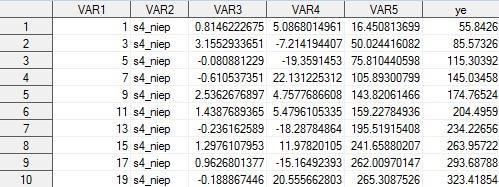 VAR1 VAR2 VAR3 VAR4 VAR5 ye
1 1 s4_niep 0.8146222675 5.0868014961 16.450813699 55.8426
2 3 s4_niep 3.1552933651 -7.214194407 50.024416082 85.57326
3 5 s4_niep -0.080881229 -19.3591453 75.810440598 115.30392
4 7 s4_niep -0.610537351 22.131225312 105.89300799 145.03458
5 9 s4_niep 2.5362676897 4.7577686608 143.82061466 174.76524
6 11 s4_niep 1.4387689365 5.4796105335 159.22784936 204.4959
7 13 s4_niep -0.236162589 -18.28784864 195.51915408 234.22656
8 15 s4_niep 1.2976107953 11.97820105 241.65880207 263.95722
9 17 s4_niep 0.9626801377 -15.16492393 262.00970147 293.68788
10 19 s4_niep -0.188867446 20.555662803 265.3087526 323.41854